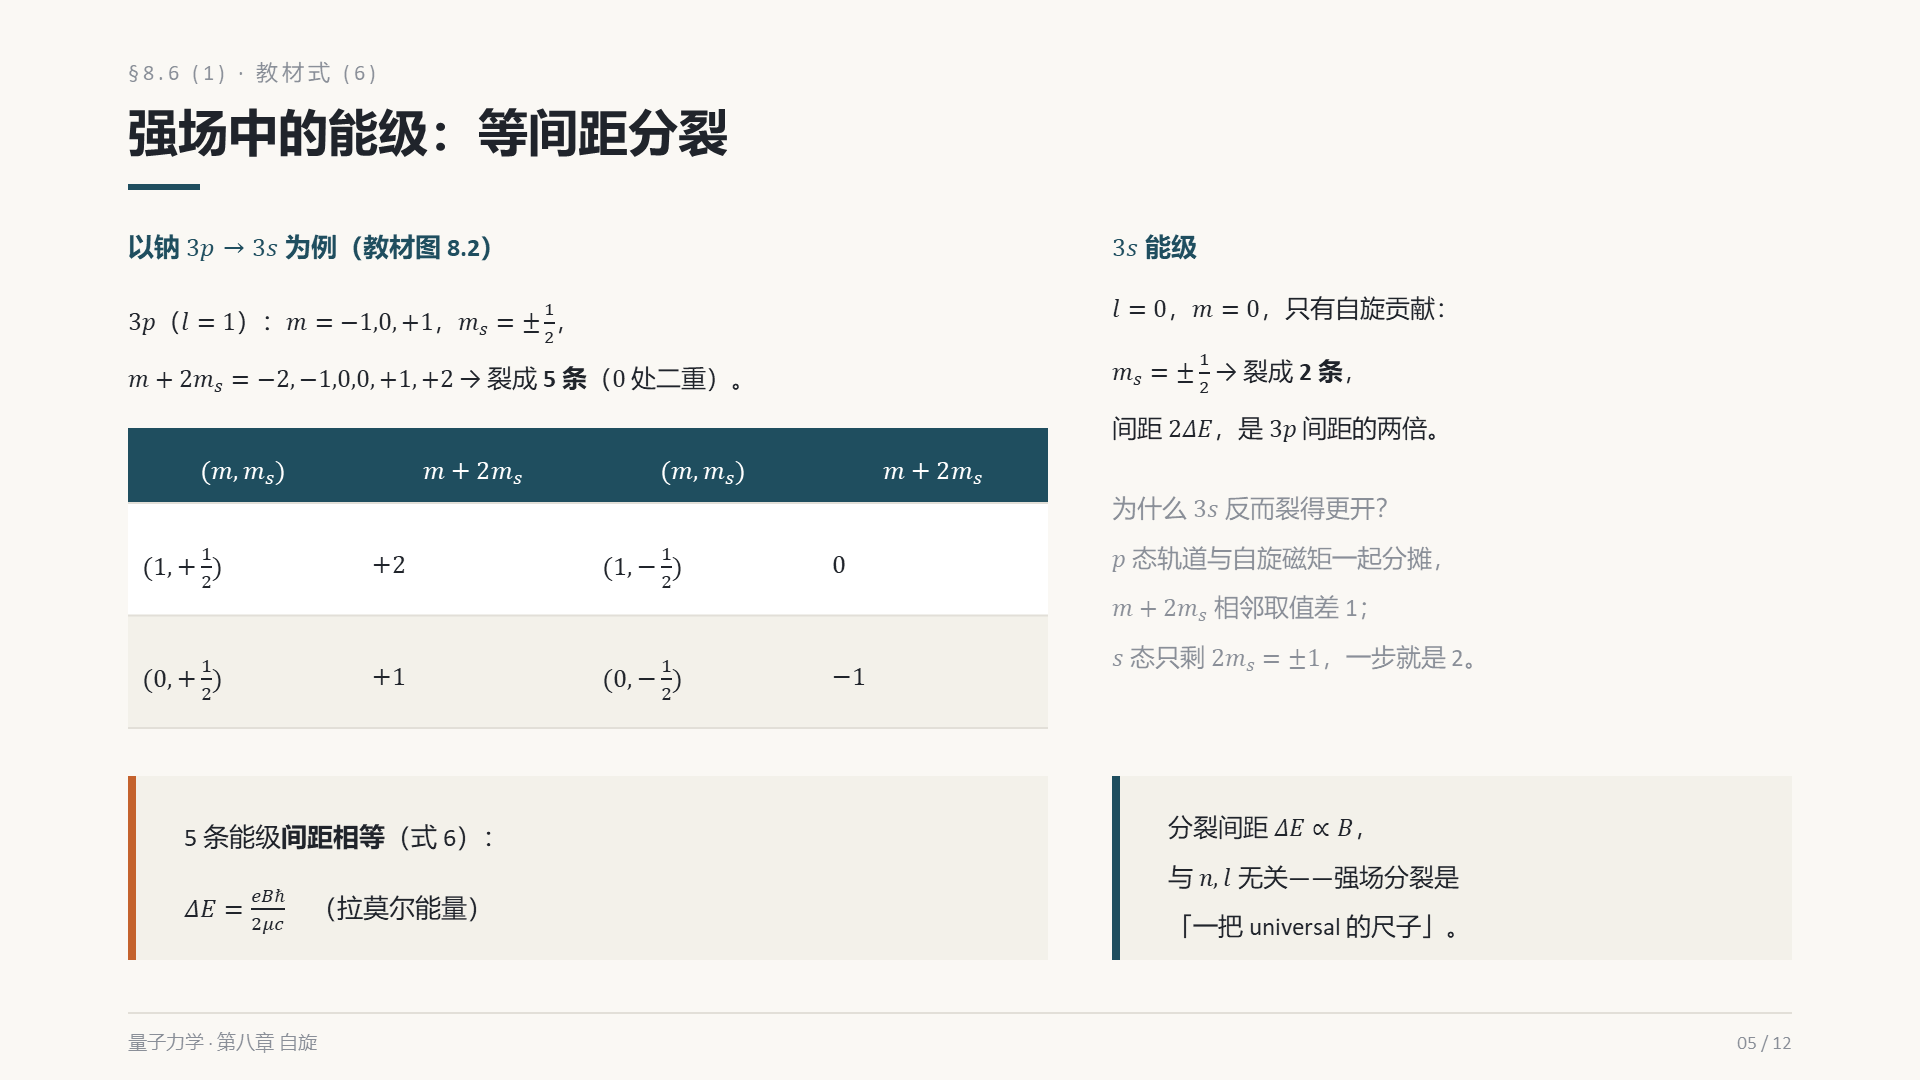 §8.6 (1) · 教材式 (6)
强场中的能级：等间距分裂
以钠 3p → 3s 为例（教材图 8.2）
3p（l = 1）：m = −1,0, +1，m_s = ±1/2，
m + 2m_s = −2, −1,0,0, +1, +2 → 裂成 5 条（0 处二重）。
(m, m_s) m + 2m_s (m, m_s) m + 2m_s
(1, +1/2) +2 (1, −1/2) 0
(0, +1/2) +1 (0, −1/2) −1
5 条能级间距相等（式 6）：
ΔE = eBħ/2μc （拉莫尔能量）
3s 能级
l = 0，m = 0，只有自旋贡献：
m_s = ±1/2 → 裂成 2 条，
间距 2ΔE，是 3p 间距的两倍。
为什么 3s 反而裂得更开？
p 态轨道与自旋磁矩一起分摊，
m + 2m_s 相邻取值差 1；
s 态只剩 2m_s = ±1，一步就是 2。
分裂间距 ΔE ∝ B，
与 n, l 无关——强场分裂是
「一把 universal 的尺子」。
量子力学 · 第八章 自旋
05 / 12